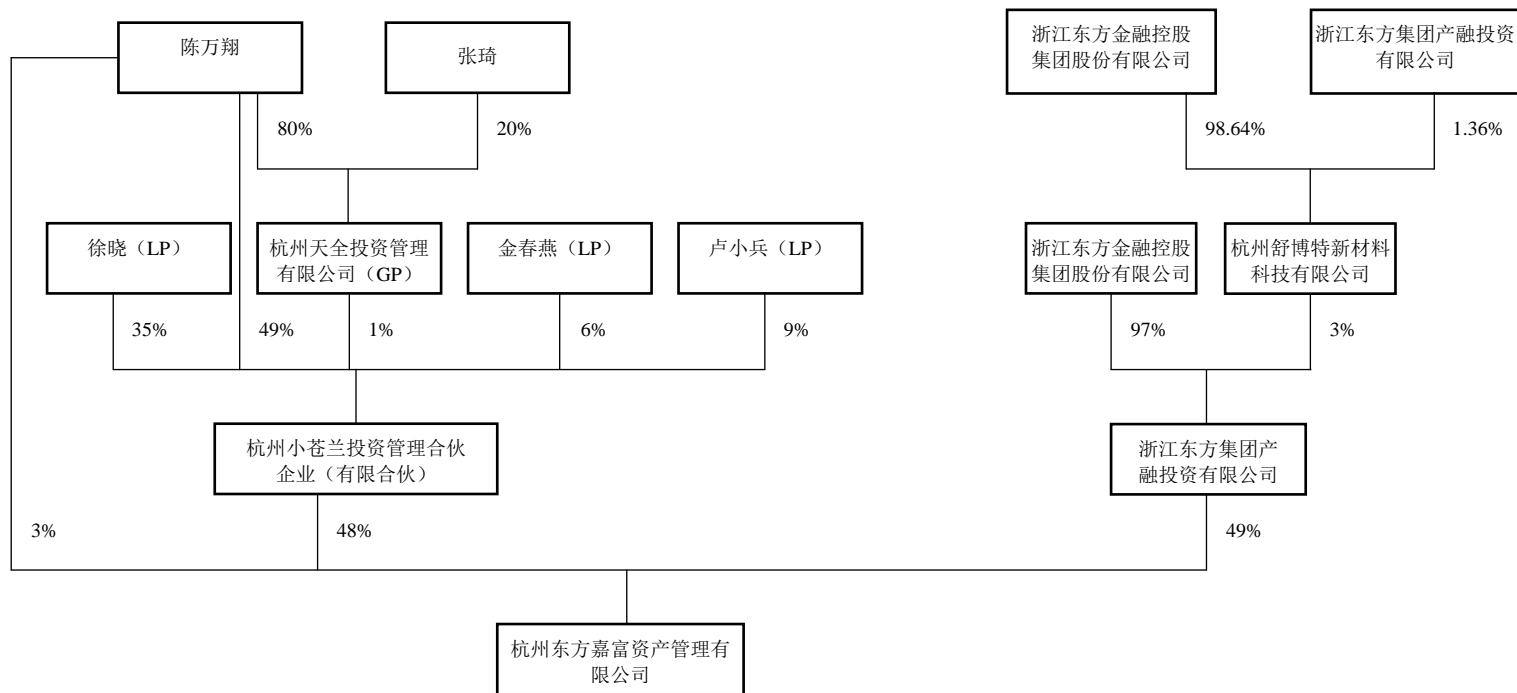 陈万翔
张琦
浙江东方金融控股
集团股份有限公司
浙江东方集团产融投资
有限公司
80%
20%
98.64%
1.36%
徐晓（LP）
杭州天全投资管理
有限公司（GP）
金春燕（LP）
卢小兵（LP）
浙江东方金融控股
集团股份有限公司
杭州舒博特新材料
科技有限公司
35%
49%
1%
6%
9%
97%
3%
杭州小苍兰投资管理合伙
企业（有限合伙）
浙江东方集团产
融投资有限公司
3%
48%
49%
杭州东方嘉富资产管理有
限公司